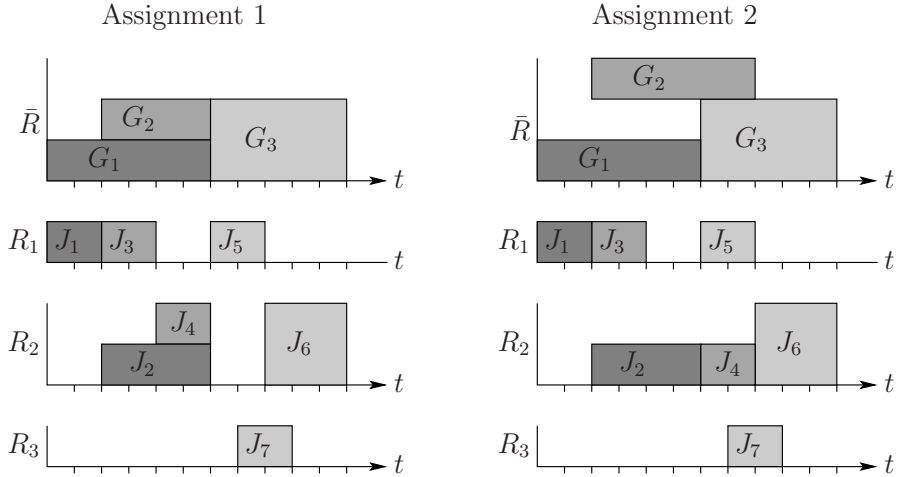 Assignment 1
R̄
G₁
G₂
G₃
t
R₁
J₁
J₃
J₅
t
R₂
J₂
J₄
J₆
t
R₃
J₇
t
Assignment 2
R̄
G₁
G₂
G₃
t
R₁
J₁
J₃
J₅
t
R₂
J₂
J₄
J₆
t
R₃
J₇
t